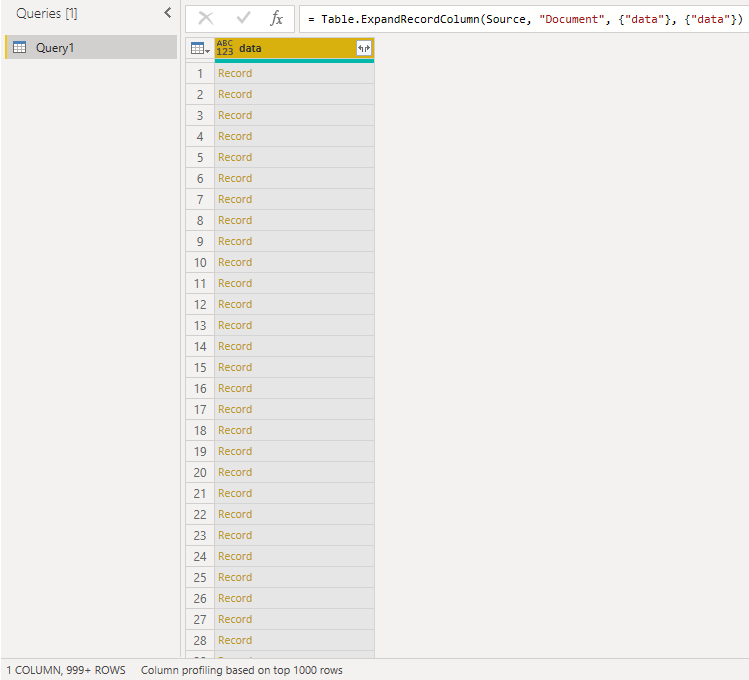 Queries [1]
fx
= Table.ExpandRecordColumn(Source, "Document", {"data"}, {"data"})
Query1
ABC
123
data
1 Record
2 Record
3 Record
4 Record
5 Record
6 Record
7 Record
8 Record
9 Record
10 Record
11 Record
12 Record
13 Record
14 Record
15 Record
16 Record
17 Record
18 Record
19 Record
20 Record
21 Record
22 Record
23 Record
24 Record
25 Record
26 Record
27 Record
28 Record
1 COLUMN, 999+ ROWS Column profiling based on top 1000 rows